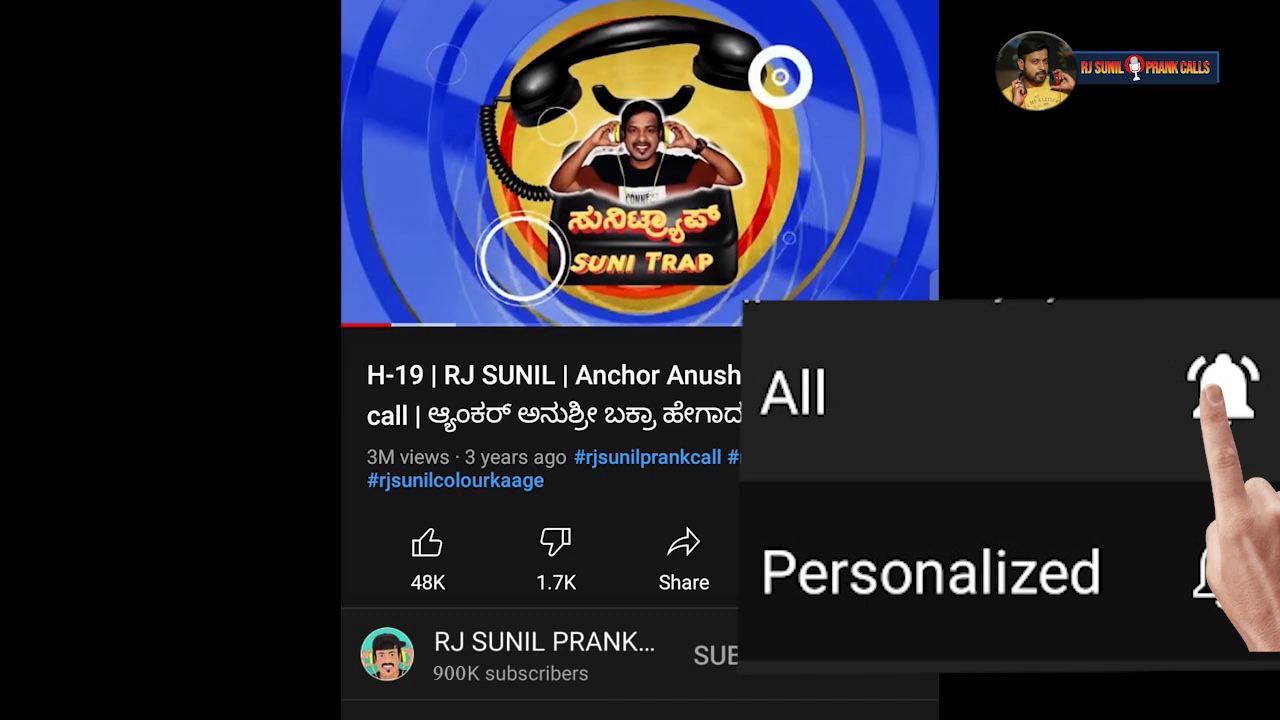 RJ SUNIL PRANK CALLS
ಸುನಿಟ್ರ್ಯಾಪ್
SUNI TRAP
H-19 | RJ SUNIL | Anchor Anush
call | ಆ್ಯಂಕರ್ ಅನುಶ್ರೀ ಬಕ್ರಾ ಹೇಗಾದ
3M views · 3 years ago #rjsunilprankcall #
#rjsunilcolourkaage
48K
1.7K
Share
RJ SUNIL PRANK...
900K subscribers
SUB
All
Personalized